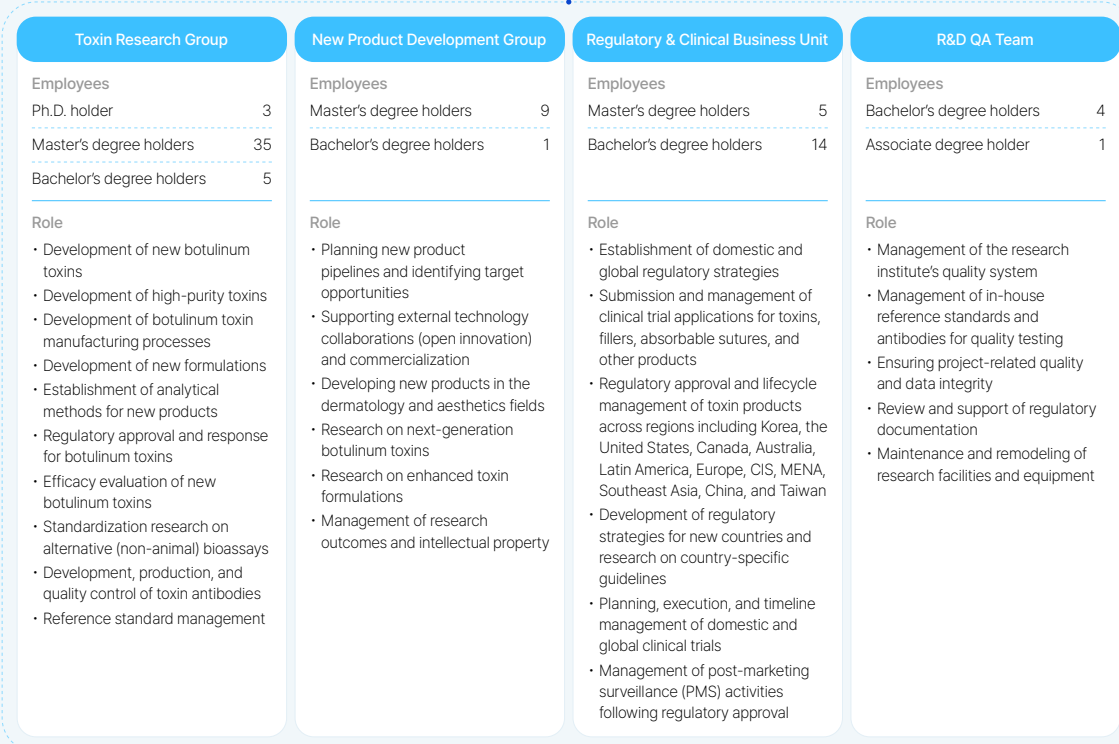 Toxin Research Group
Employees
Ph.D. holder 3
Master's degree holders 35
Bachelor's degree holders 5
Role
• Development of new botulinum
toxins
• Development of high-purity toxins
• Development of botulinum toxin
manufacturing processes
• Development of new formulations
• Establishment of analytical
methods for new products
• Regulatory approval and response
for botulinum toxins
• Efficacy evaluation of new
botulinum toxins
• Standardization research on
alternative (non-animal) bioassays
• Development, production, and
quality control of toxin antibodies
• Reference standard management
New Product Development Group
Employees
Master's degree holders 9
Bachelor's degree holders 1
Role
• Planning new product
pipelines and identifying target
opportunities
• Supporting external technology
collaborations (open innovation)
and commercialization
• Developing new products in the
dermatology and aesthetics fields
• Research on next-generation
botulinum toxins
• Research on enhanced toxin
formulations
• Management of research
outcomes and intellectual property
Regulatory & Clinical Business Unit
Employees
Master's degree holders 5
Bachelor's degree holders 14
Role
• Establishment of domestic and
global regulatory strategies
• Submission and management of
clinical trial applications for toxins,
fillers, absorbable sutures, and
other products
• Regulatory approval and lifecycle
management of toxin products
across regions including Korea, the
United States, Canada, Australia,
Latin America, Europe, CIS, MENA,
Southeast Asia, China, and Taiwan
• Development of regulatory
strategies for new countries and
research on country-specific
guidelines
• Planning, execution, and timeline
management of domestic and
global clinical trials
• Management of post-marketing
surveillance (PMS) activities
following regulatory approval
R&D QA Team
Employees
Bachelor's degree holders 4
Associate degree holder 1
Role
• Management of the research
institute's quality system
• Management of in-house
reference standards and
antibodies for quality testing
• Ensuring project-related quality
and data integrity
• Review and support of regulatory
documentation
• Maintenance and remodeling of
research facilities and equipment